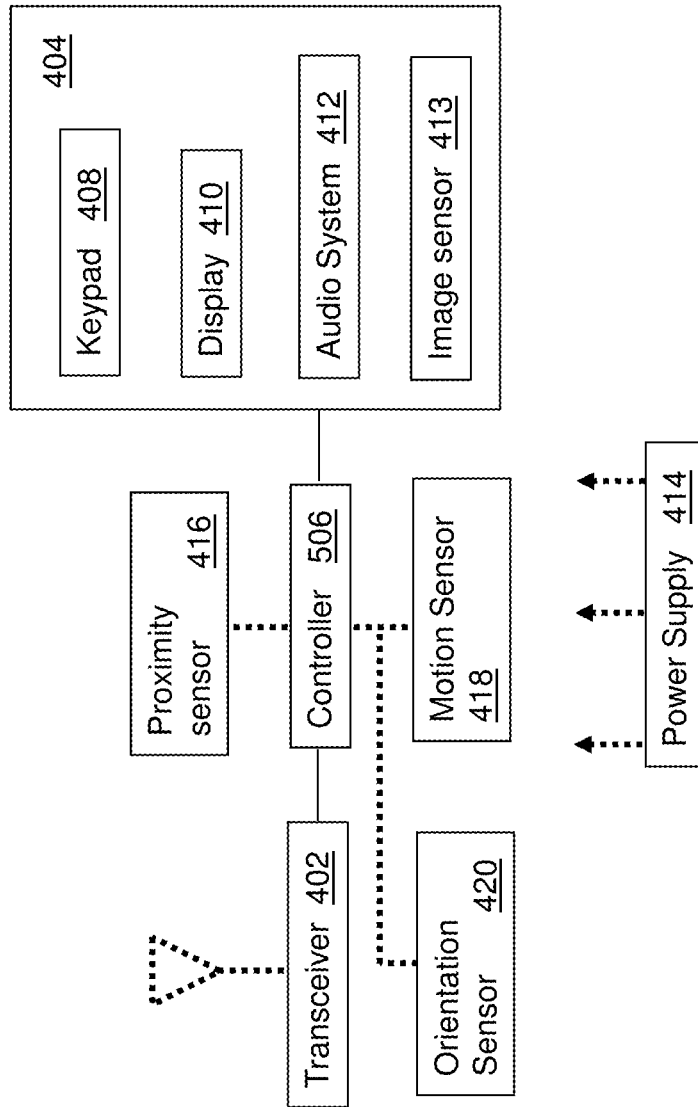 404
Keypad 408
Display 410
Audio System 412
Image sensor 413
Proximity
sensor 416
Transceiver 402
Controller 506
Orientation
Sensor 420
Motion Sensor
418
Power Supply 414